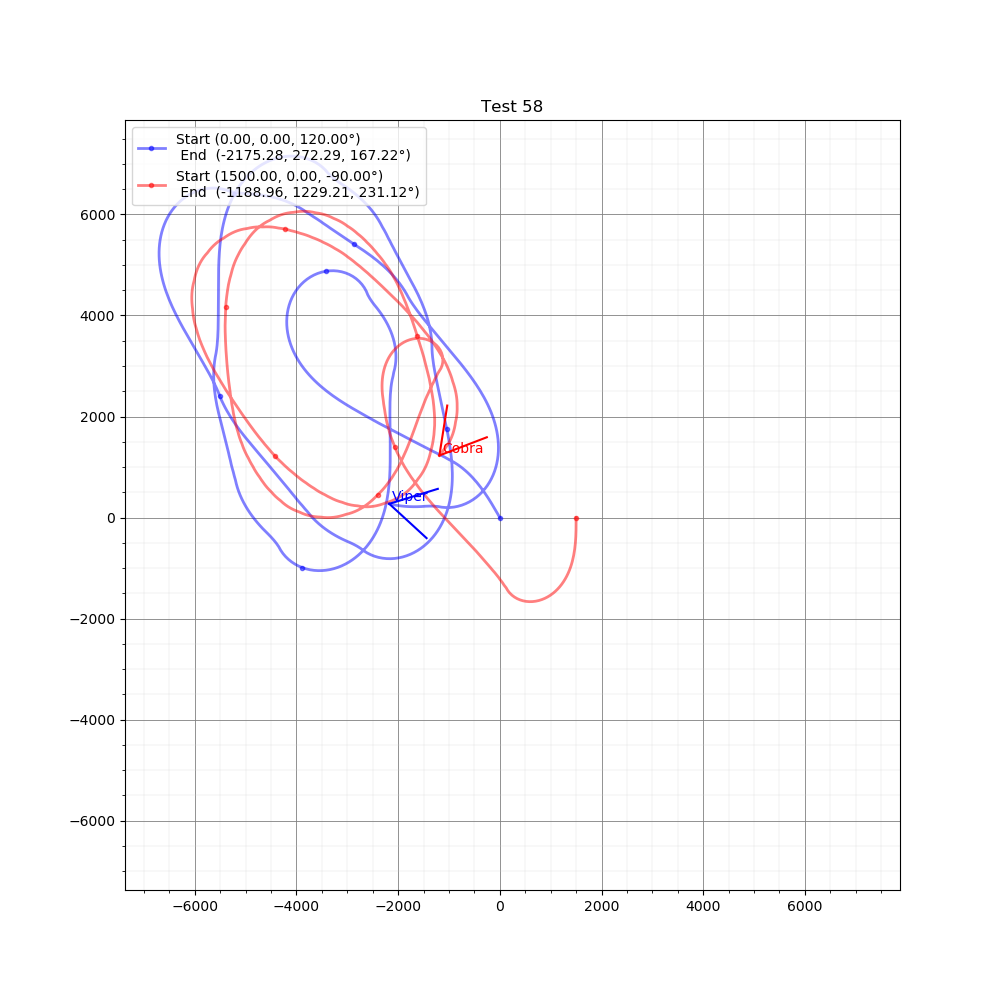 Test 58
Start (0.00, 0.00, 120.00°)
End (-2175.28, 272.29, 167.22°)
Start (1500.00, 0.00, -90.00°)
End (-1188.96, 1229.21, 231.12°)
6000
4000
2000
0
−2000
−4000
−6000
Cobra
Viper
−6000 −4000 −2000 0 2000 4000 6000